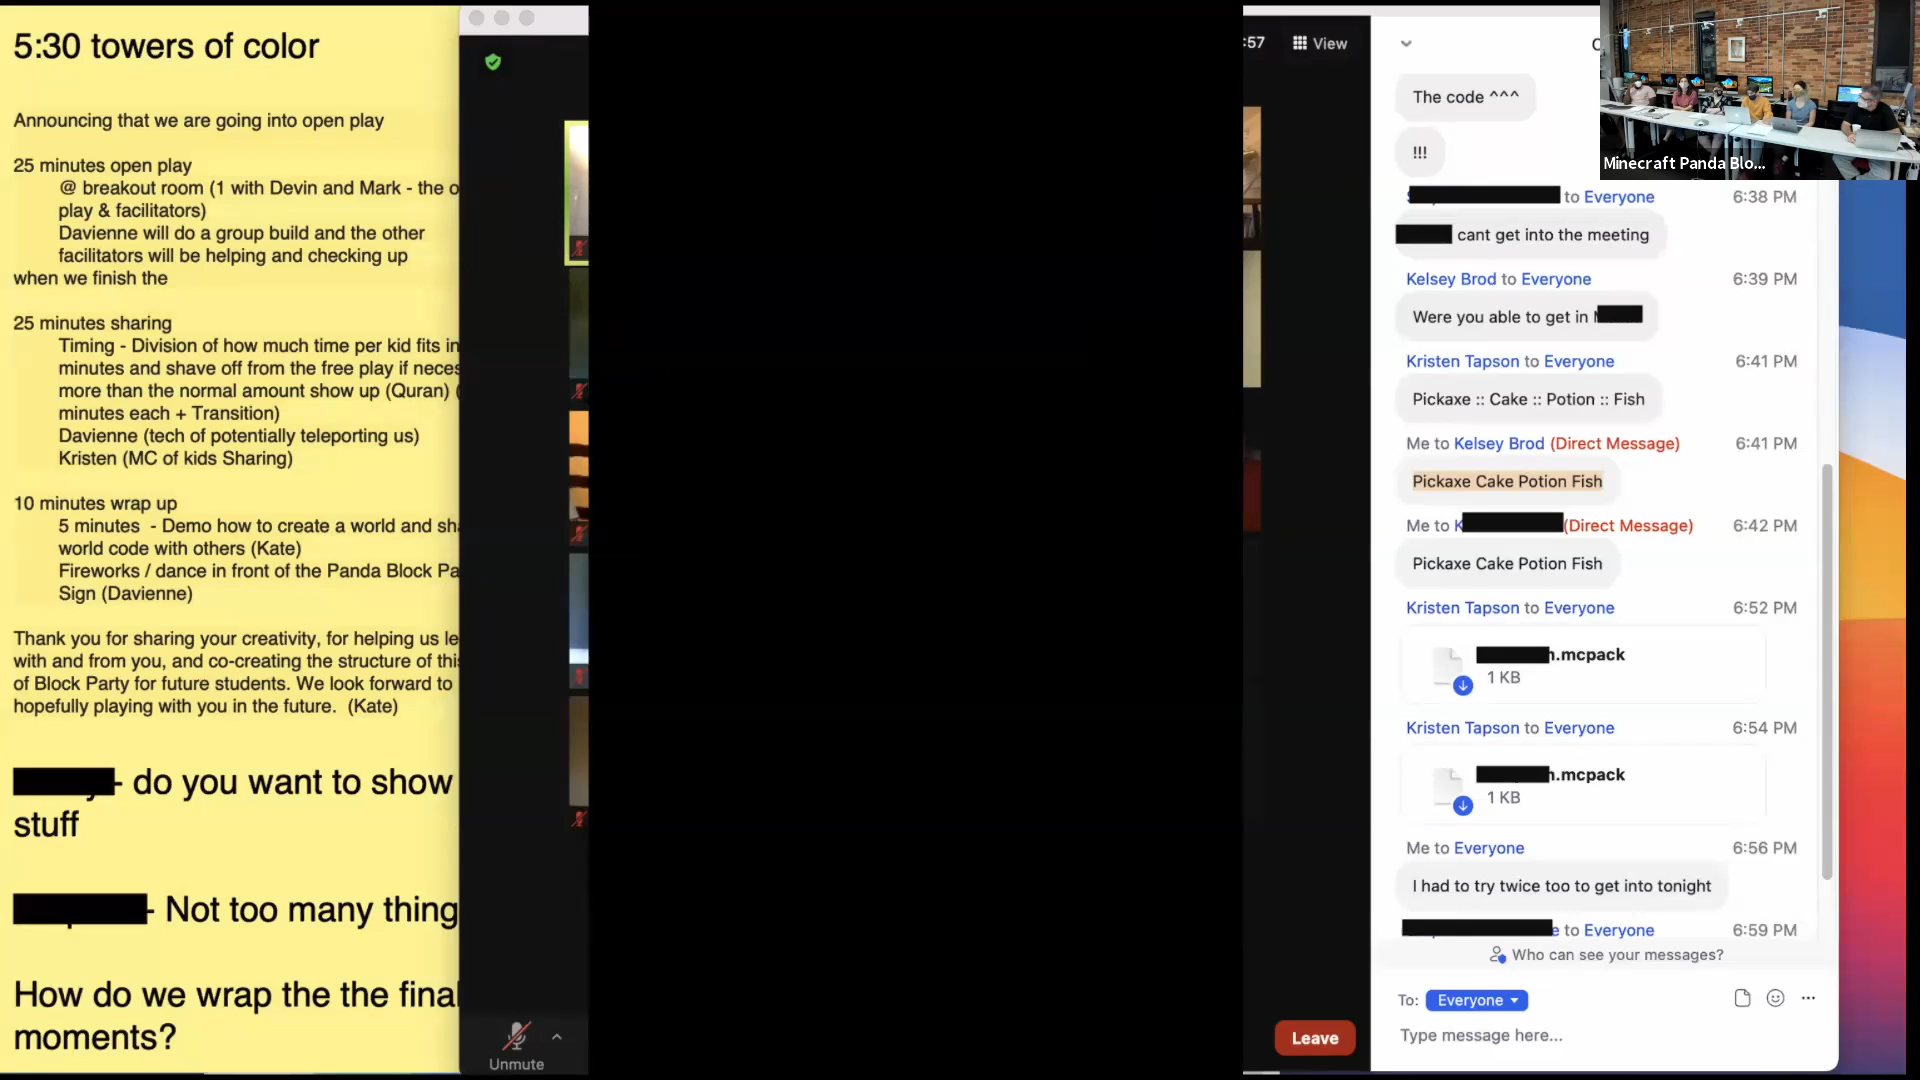 5:30 towers of color
Announcing that we are going into open play
25 minutes open play
@ breakout room (1 with Devin and Mark - the o
play & facilitators)
Davienne will do a group build and the other
facilitators will be helping and checking up
when we finish the
25 minutes sharing
Timing - Division of how much time per kid fits in
minutes and shave off from the free play if neces
more than the normal amount show up (Quran) (
minutes each + Transition)
Davienne (tech of potentially teleporting us)
Kristen (MC of kids Sharing)
10 minutes wrap up
5 minutes - Demo how to create a world and sh
world code with others (Kate)
Fireworks / dance in front of the Panda Block Pa
Sign (Davienne)
Thank you for sharing your creativity, for helping us le
with and from you, and co-creating the structure of this
of Block Party for future students. We look forward to
hopefully playing with you in the future. (Kate)
- do you want to show
stuff
- Not too many thing
How do we wrap the the final
moments?
Unmute
:57
View
Leave
The code ^^^
!!!
to Everyone 6:38 PM
cant get into the meeting
Kelsey Brod to Everyone 6:39 PM
Were you able to get in
Kristen Tapson to Everyone 6:41 PM
Pickaxe :: Cake :: Potion :: Fish
Me to Kelsey Brod (Direct Message) 6:41 PM
Pickaxe Cake Potion Fish
Me to K (Direct Message) 6:42 PM
Pickaxe Cake Potion Fish
Kristen Tapson to Everyone 6:52 PM
.mcpack
1 KB
Kristen Tapson to Everyone 6:54 PM
.mcpack
1 KB
Me to Everyone 6:56 PM
I had to try twice too to get into tonight
e to Everyone 6:59 PM
Who can see your messages?
To: Everyone
Type message here...
Minecraft Panda Blo...